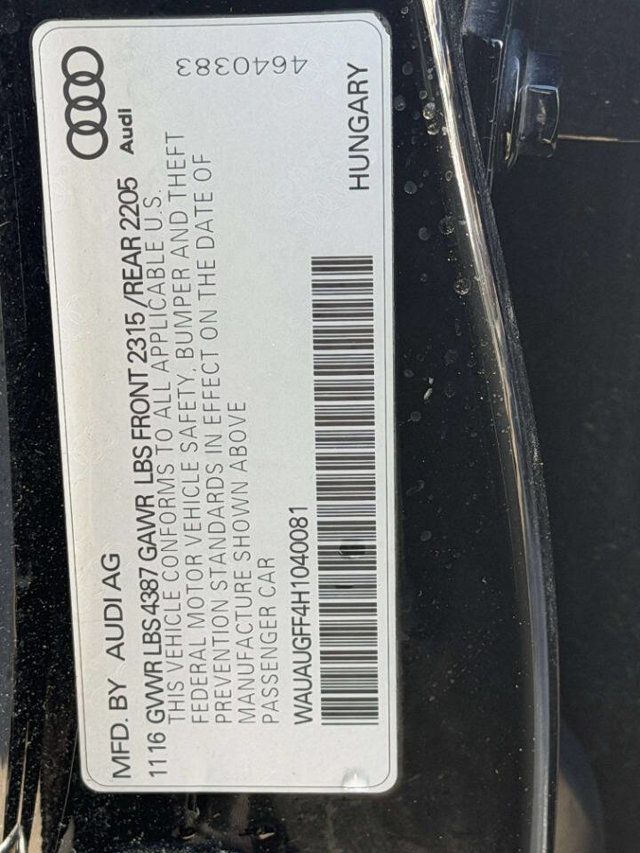 MFD. BY AUDI AG
Audi
11 16 GVWR LBS 4387 GAWR LBS FRONT 2315 /REAR 2205
THIS VEHICLE CONFORMS TO ALL APPLICABLE U.S.
FEDERAL MOTOR VEHICLE SAFETY, BUMPER AND THEFT
PREVENTION STANDARDS IN EFFECT ON THE DATE OF
MANUFACTURE SHOWN ABOVE
PASSENGER CAR
WAUAUGFF4H1040081
HUNGARY
4640383